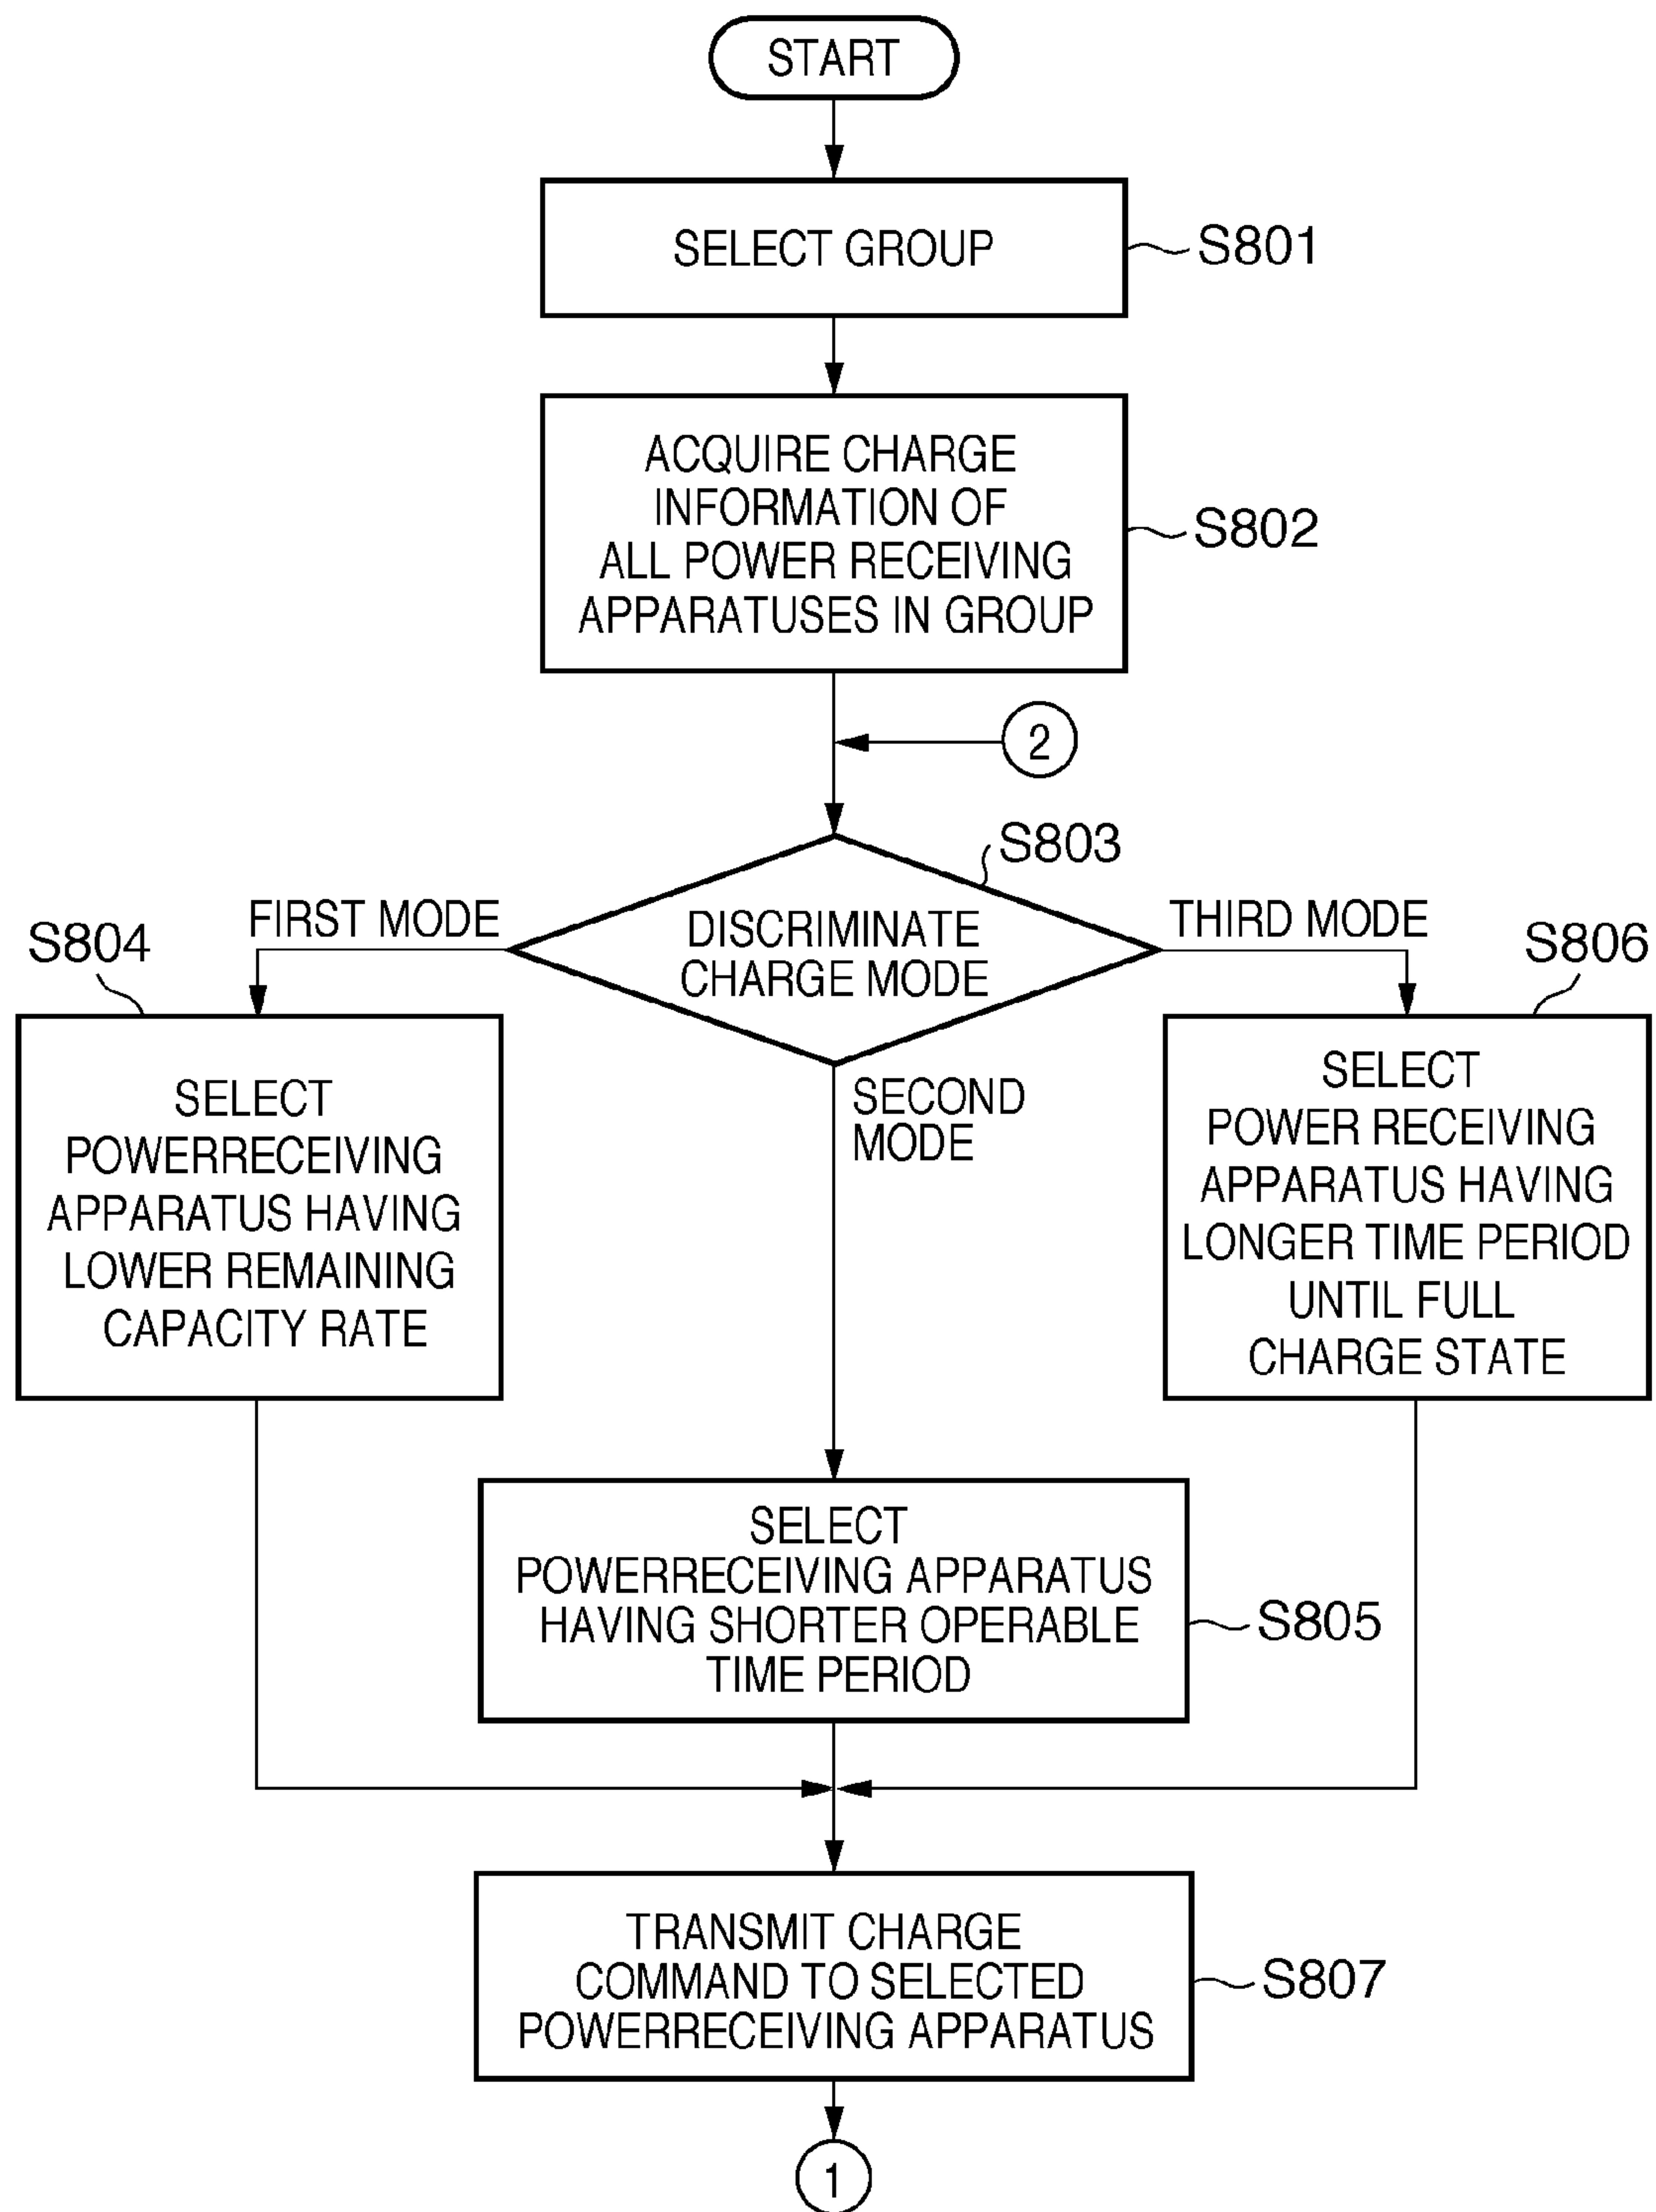 START
SELECT GROUP
S801
ACQUIRE CHARGE
INFORMATION OF
ALL POWER RECEIVING
APPARATUSES IN GROUP
S802
2
S803
DISCRIMINATE
CHARGE MODE
FIRST MODE
S804
SELECT
POWERRECEIVING
APPARATUS HAVING
LOWER REMAINING
CAPACITY RATE
SECOND
MODE
THIRD MODE
S806
SELECT
POWER RECEIVING
APPARATUS HAVING
LONGER TIME PERIOD
UNTIL FULL
CHARGE STATE
SELECT
POWERRECEIVING APPARATUS
HAVING SHORTER OPERABLE
TIME PERIOD
S805
TRANSMIT CHARGE
COMMAND TO SELECTED
POWERRECEIVING APPARATUS
S807
1